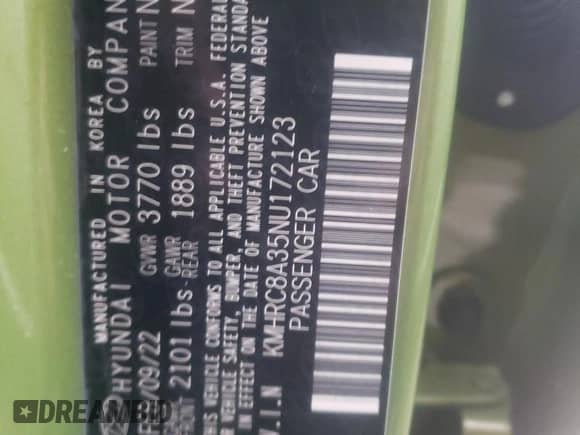 MANUFACTURED IN KOREA BY
HYUNDAI MOTOR COMPAN
/09/22 GVWR 3770 lbs PAINT N
2101 lbs GAWR -REAR 1889 lbs TRIM N
IS VEHICLE CONFORMS TO ALL APPLICABLE U.S.A. FEDERAL
VEHICLE SAFETY, BUMPER, AND THEFT PREVENTION STANDA
EFFECT ON THE DATE OF MANUFACTURE SHOWN ABOVE
V.I.N KMHRC8A35NU172123
PASSENGER CAR
DREAMBID